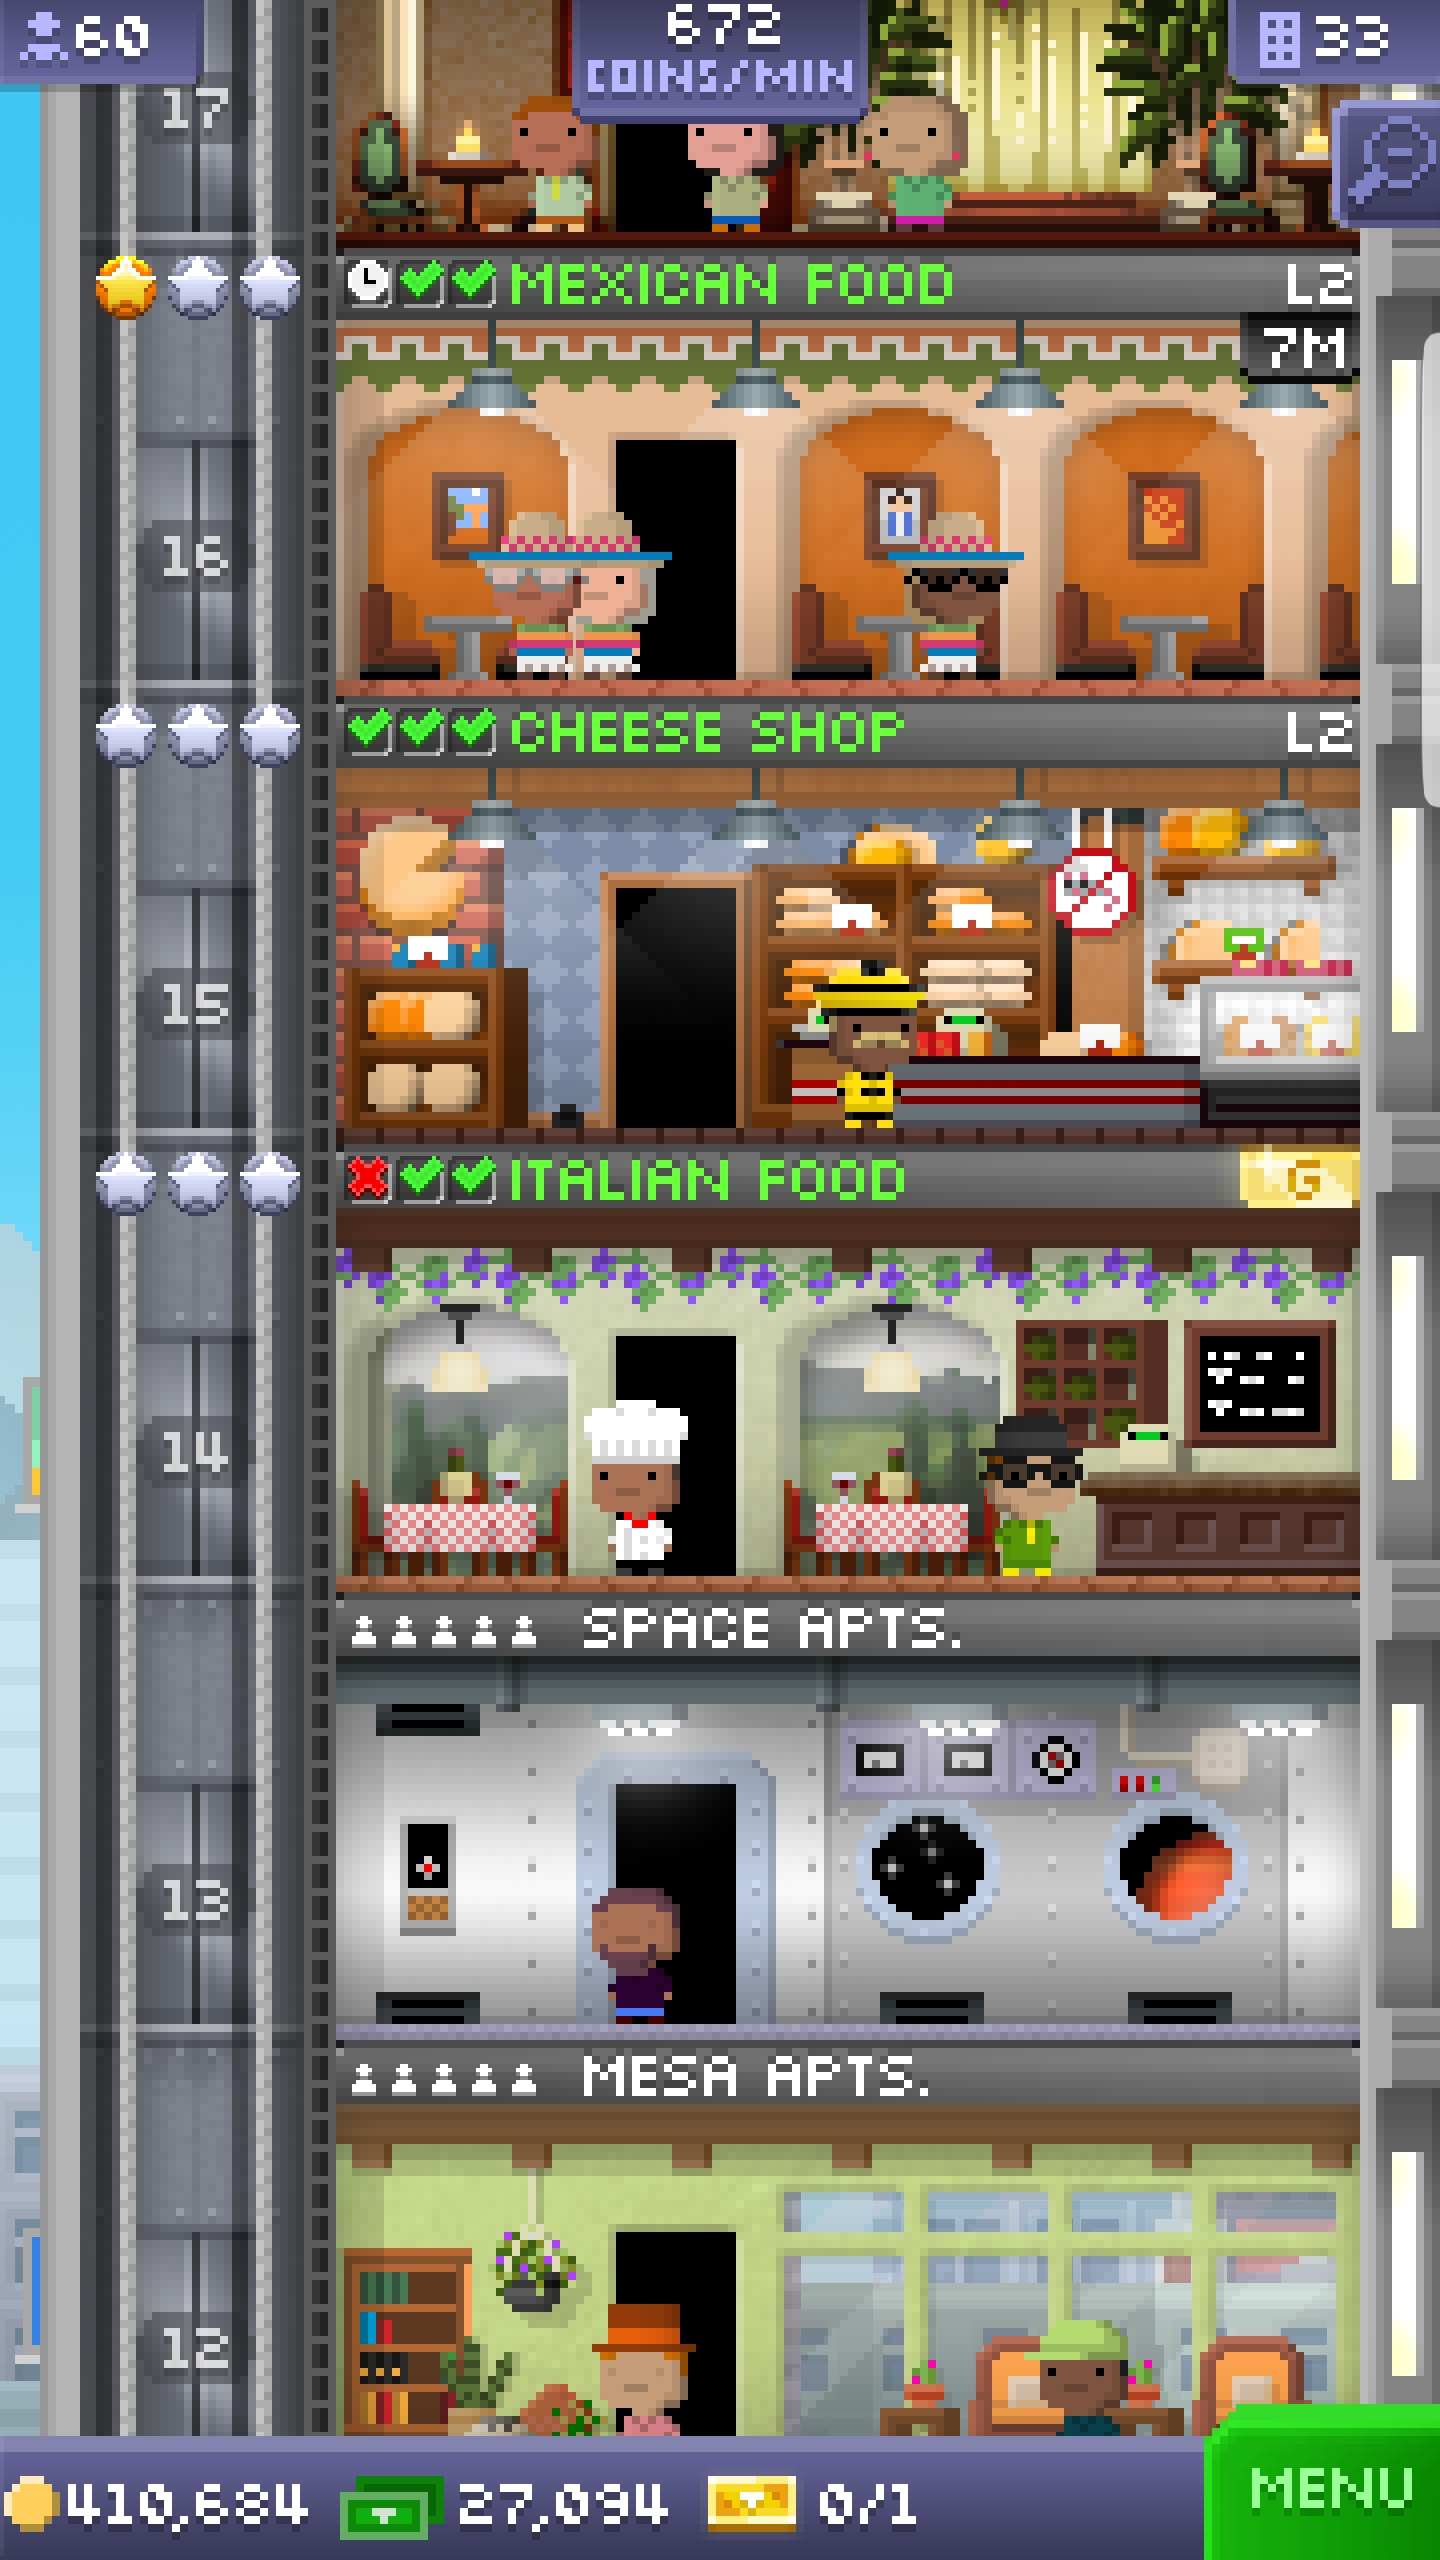 60
672
COINS/MIN
33
17
MEXICAN FOOD
L2
7M
16
CHEESE SHOP
L2
15
ITALIAN FOOD
G
14
SPACE APTS.
13
MESA APTS.
12
410,684
27,094
0/1
MENU